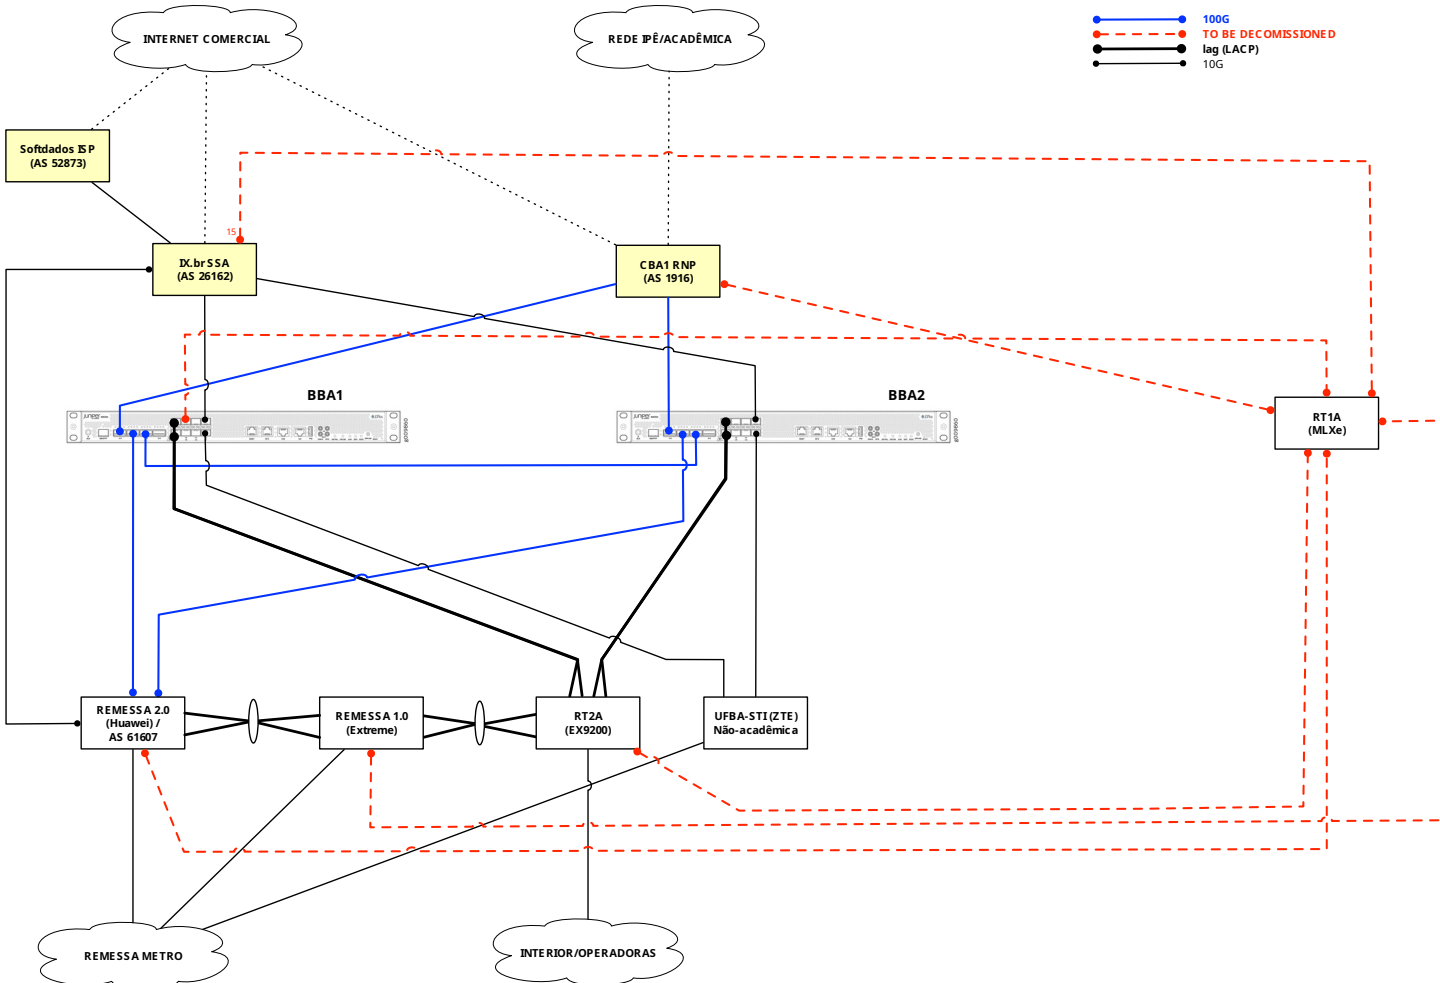 INTERNET COMERCIAL
REDE IPÊ/ACADÊMICA
100G
TO BE DECOMISSIONED
lag (LACP)
10G
Softdados ISP
(AS 52873)
15
IX.br SSA
(AS 26162)
CBA1 RNP
(AS 1916)
BBA1
BBA2
RT1A
(MLXe)
REMESSA 2.0
(Huawei) /
AS 61607
REMESSA 1.0
(Extreme)
RT2A
(EX9200)
UFBA-STI (ZTE)
Não-acadêmica
REMESSA METRO
INTERIOR/OPERADORAS